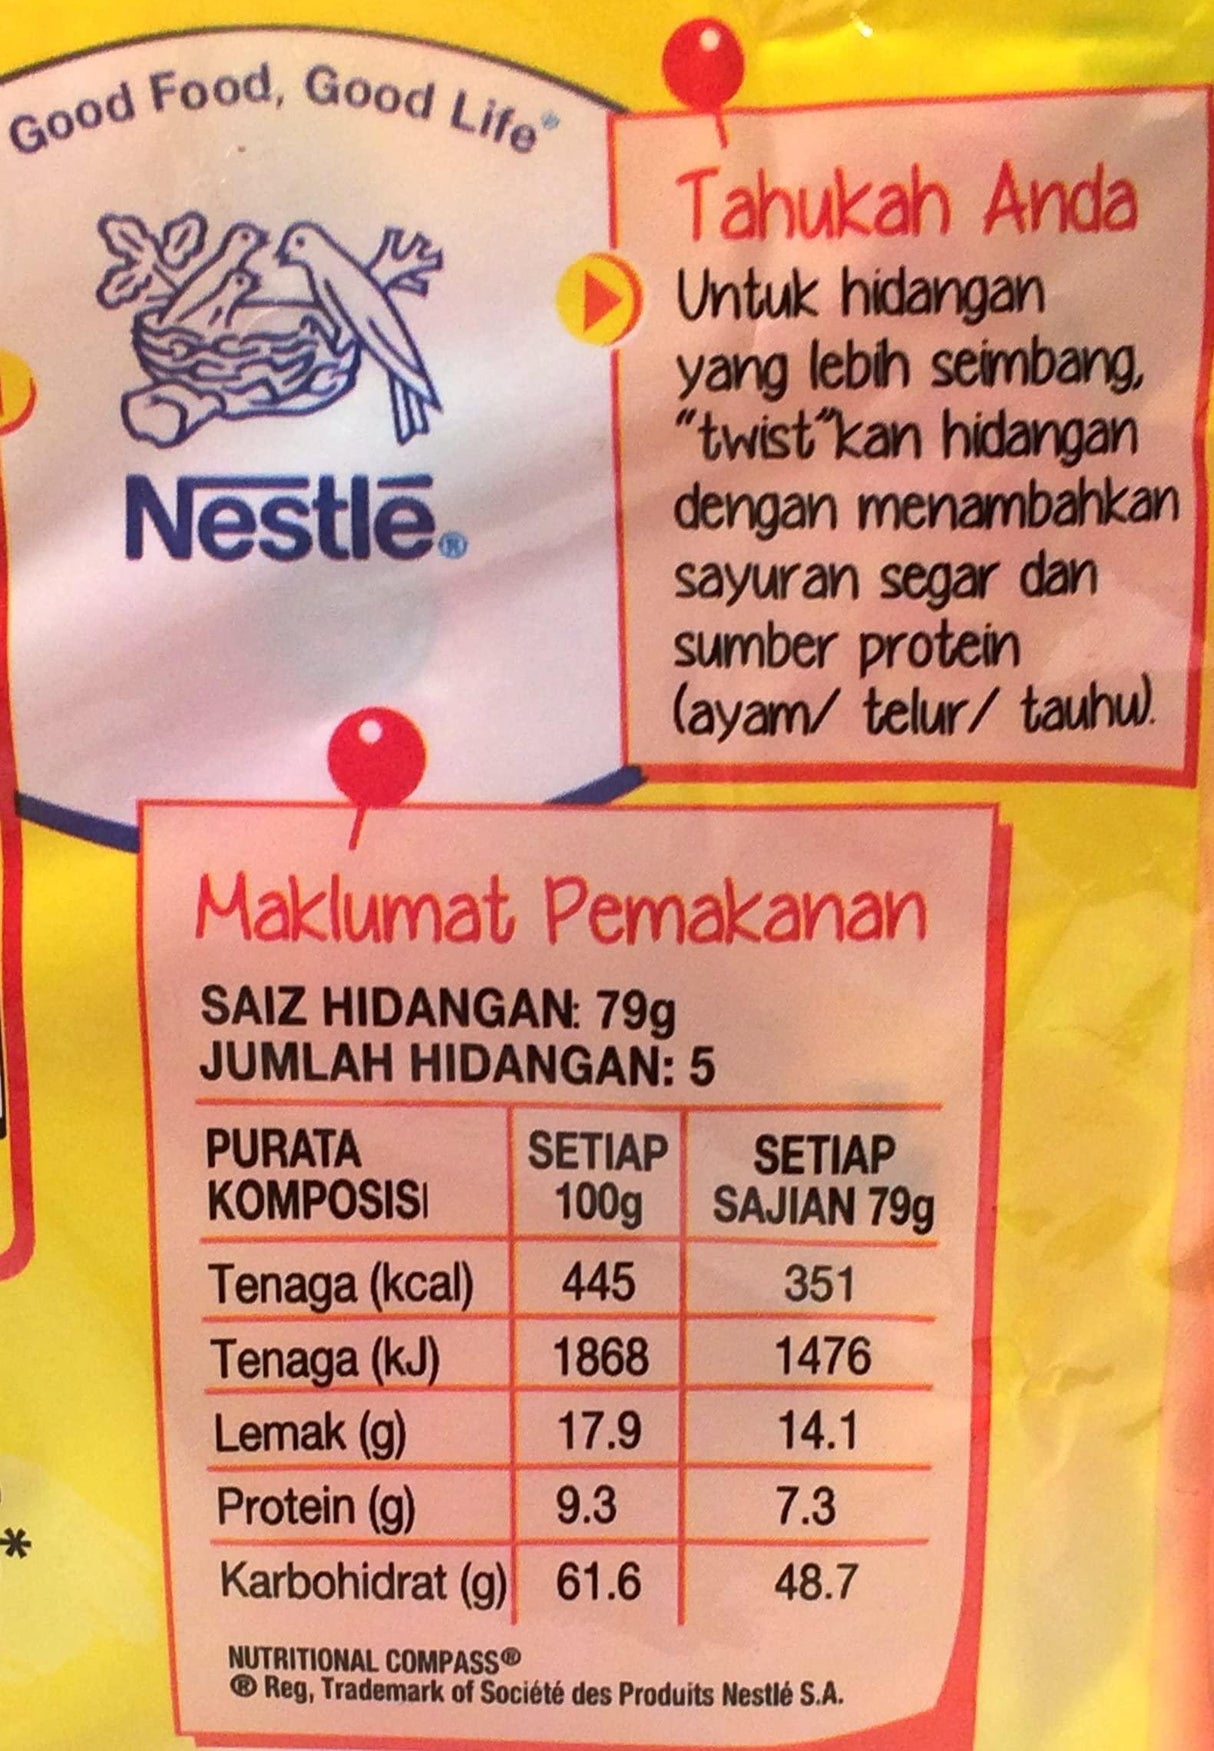 Good Food, Good Life®
Nestlé®
Tahukah Anda
Untuk hidangan
yang lebih seimbang,
“twist”kan hidangan
dengan menambahkan
sayuran segar dan
sumber protein
(ayam/ telur/ tauhu).
Maklumat Pemakanan
SAIZ HIDANGAN: 79g
JUMLAH HIDANGAN: 5
PURATA KOMPOSISI SETIAP 100g SETIAP SAJIAN 79g
Tenaga (kcal) 445 351
Tenaga (kJ) 1868 1476
Lemak (g) 17.9 14.1
Protein (g) 9.3 7.3
Karbohidrat (g) 61.6 48.7
NUTRITIONAL COMPASS®
® Reg, Trademark of Société des Produits Nestlé S.A.
*